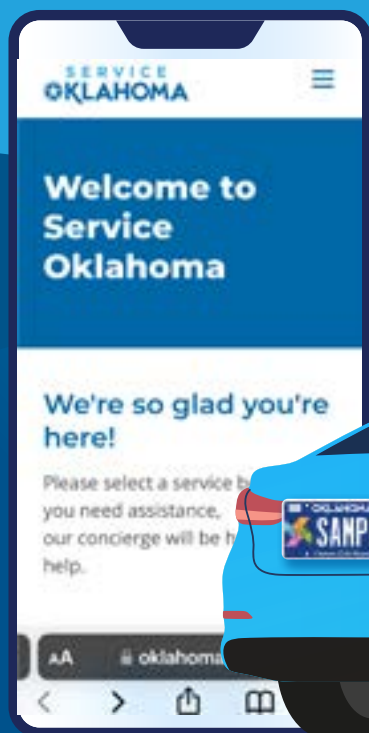 SERVICE
OKLAHOMA
Welcome to
Service
Oklahoma
We're so glad you're
here!
Please select a service
you need assistance,
our concierge will be
help.
AA oklahoma
OKLAHOMA
SAMP